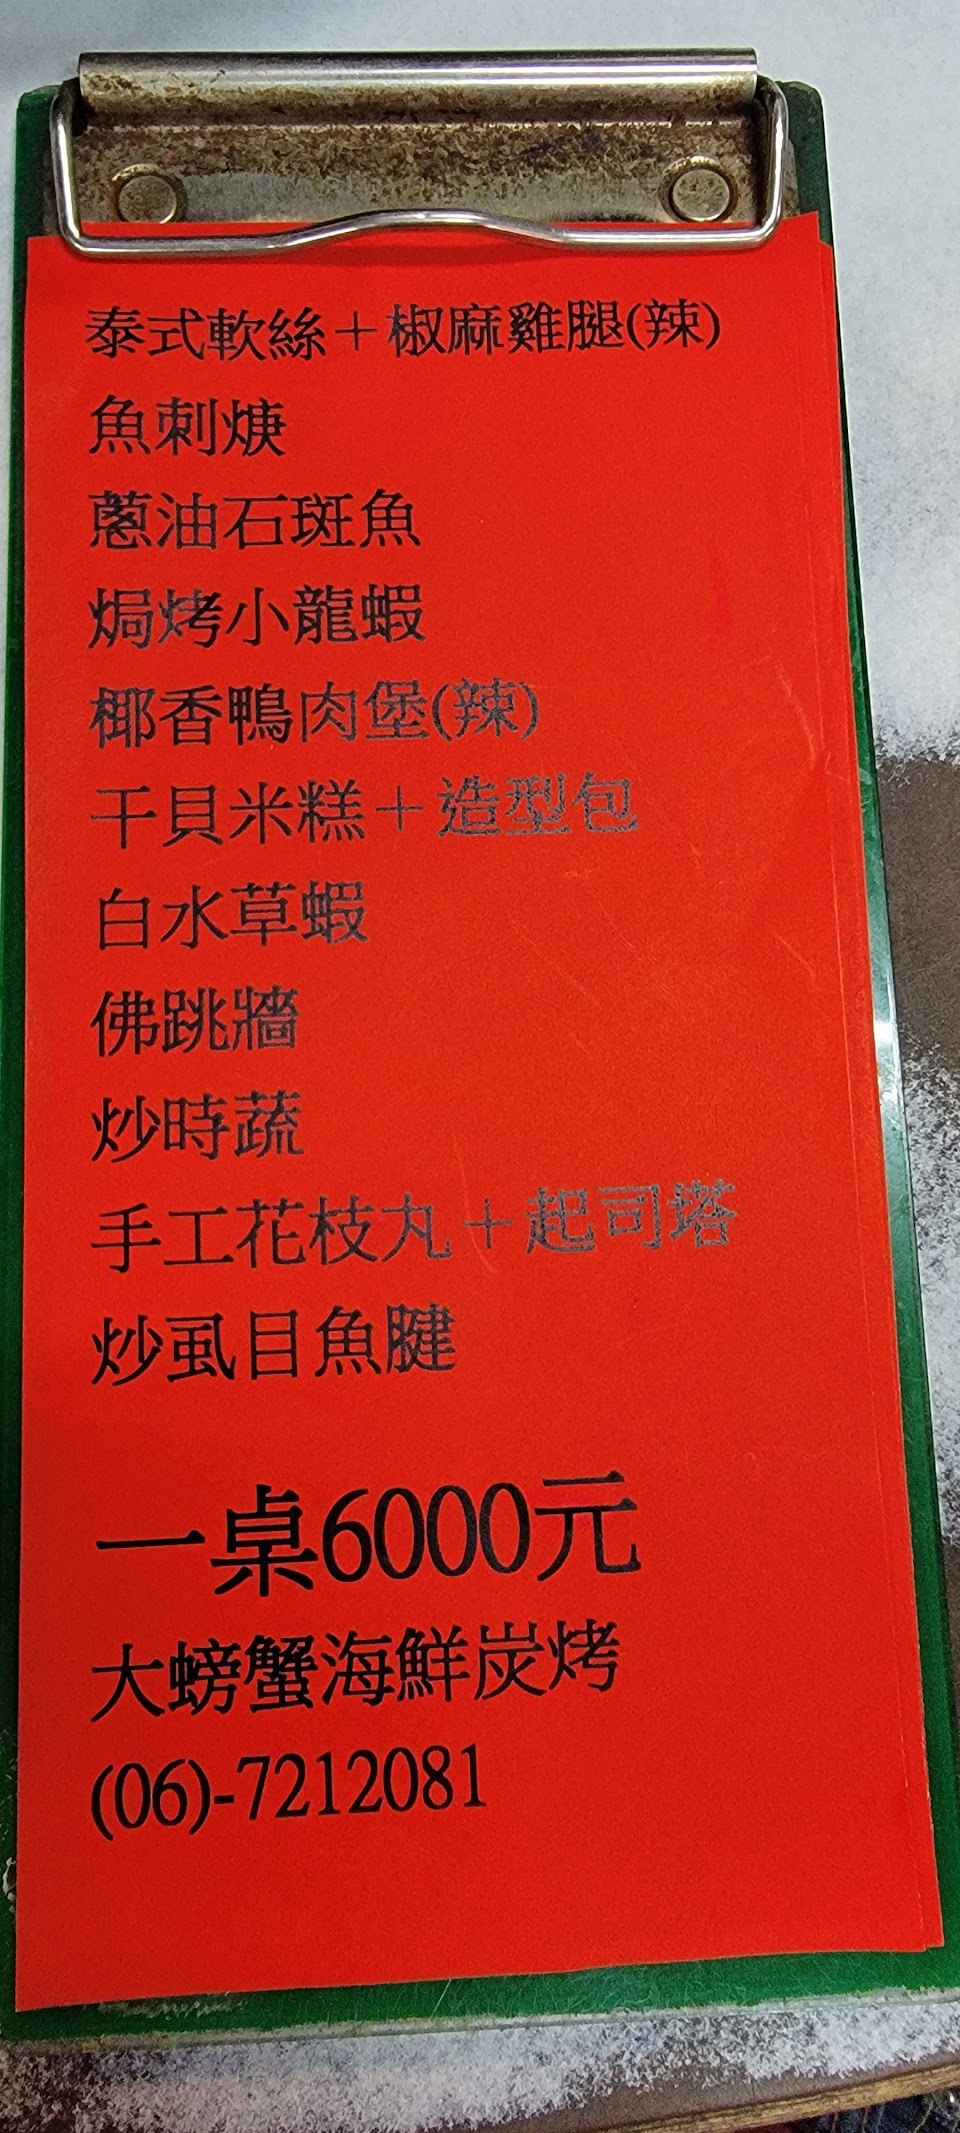 泰式軟絲＋椒麻雞腿(辣)
魚刺焿
蔥油石斑魚
焗烤小龍蝦
椰香鴨肉堡(辣)
干貝米糕＋造型包
白水草蝦
佛跳牆
炒時蔬
手工花枝丸＋起司塔
炒虱目魚腱
一桌6000元
大螃蟹海鮮炭烤
(06)-7212081